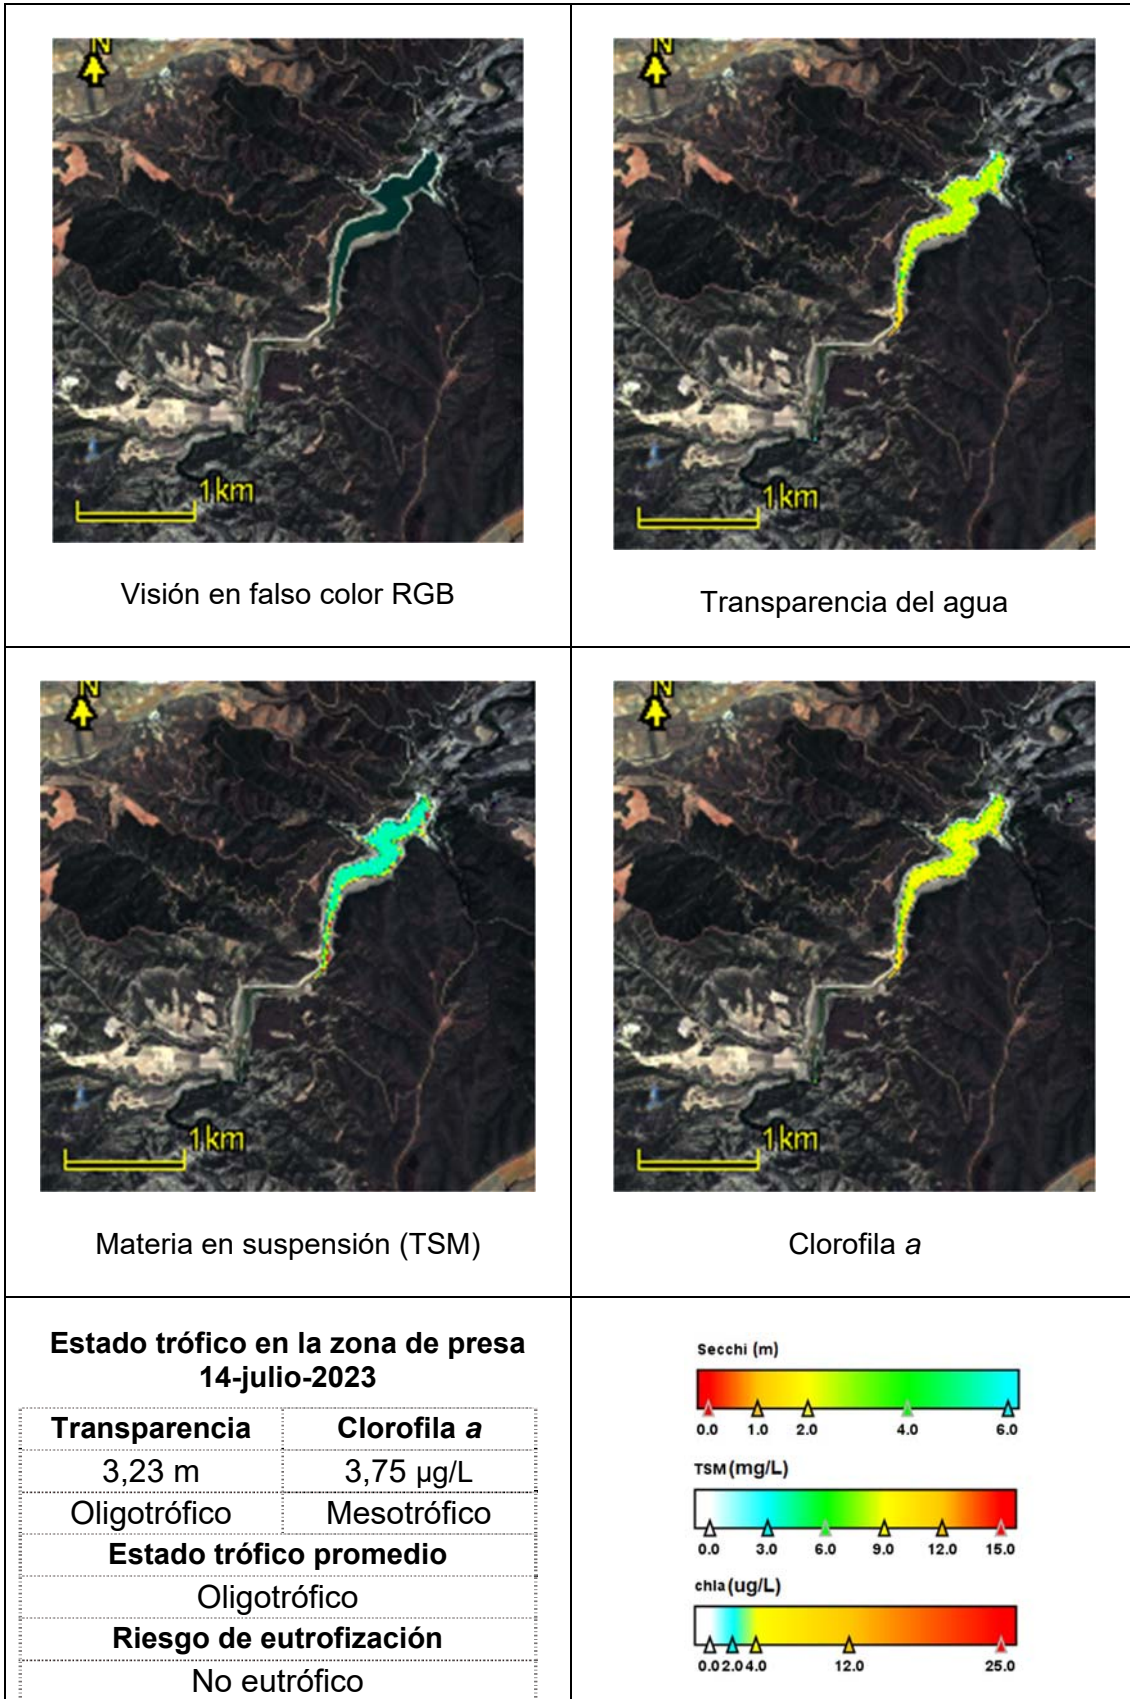 N
1km
Visión en falso color RGB
N
1km
Transparencia del agua
N
1km
Materia en suspensión (TSM)
N
1km
Clorofila a
Estado trófico en la zona de presa
14-julio-2023
Transparencia Clorofila a
3,23 m 3,75 µg/L
Oligotrófico Mesotrófico
Estado trófico promedio
Oligotrófico
Riesgo de eutrofización
No eutrófico
Secchi (m)
0.0 1.0 2.0 4.0 6.0
TSM (mg/L)
0.0 3.0 6.0 9.0 12.0 15.0
chla (ug/L)
0.0 2.0 4.0 12.0 25.0